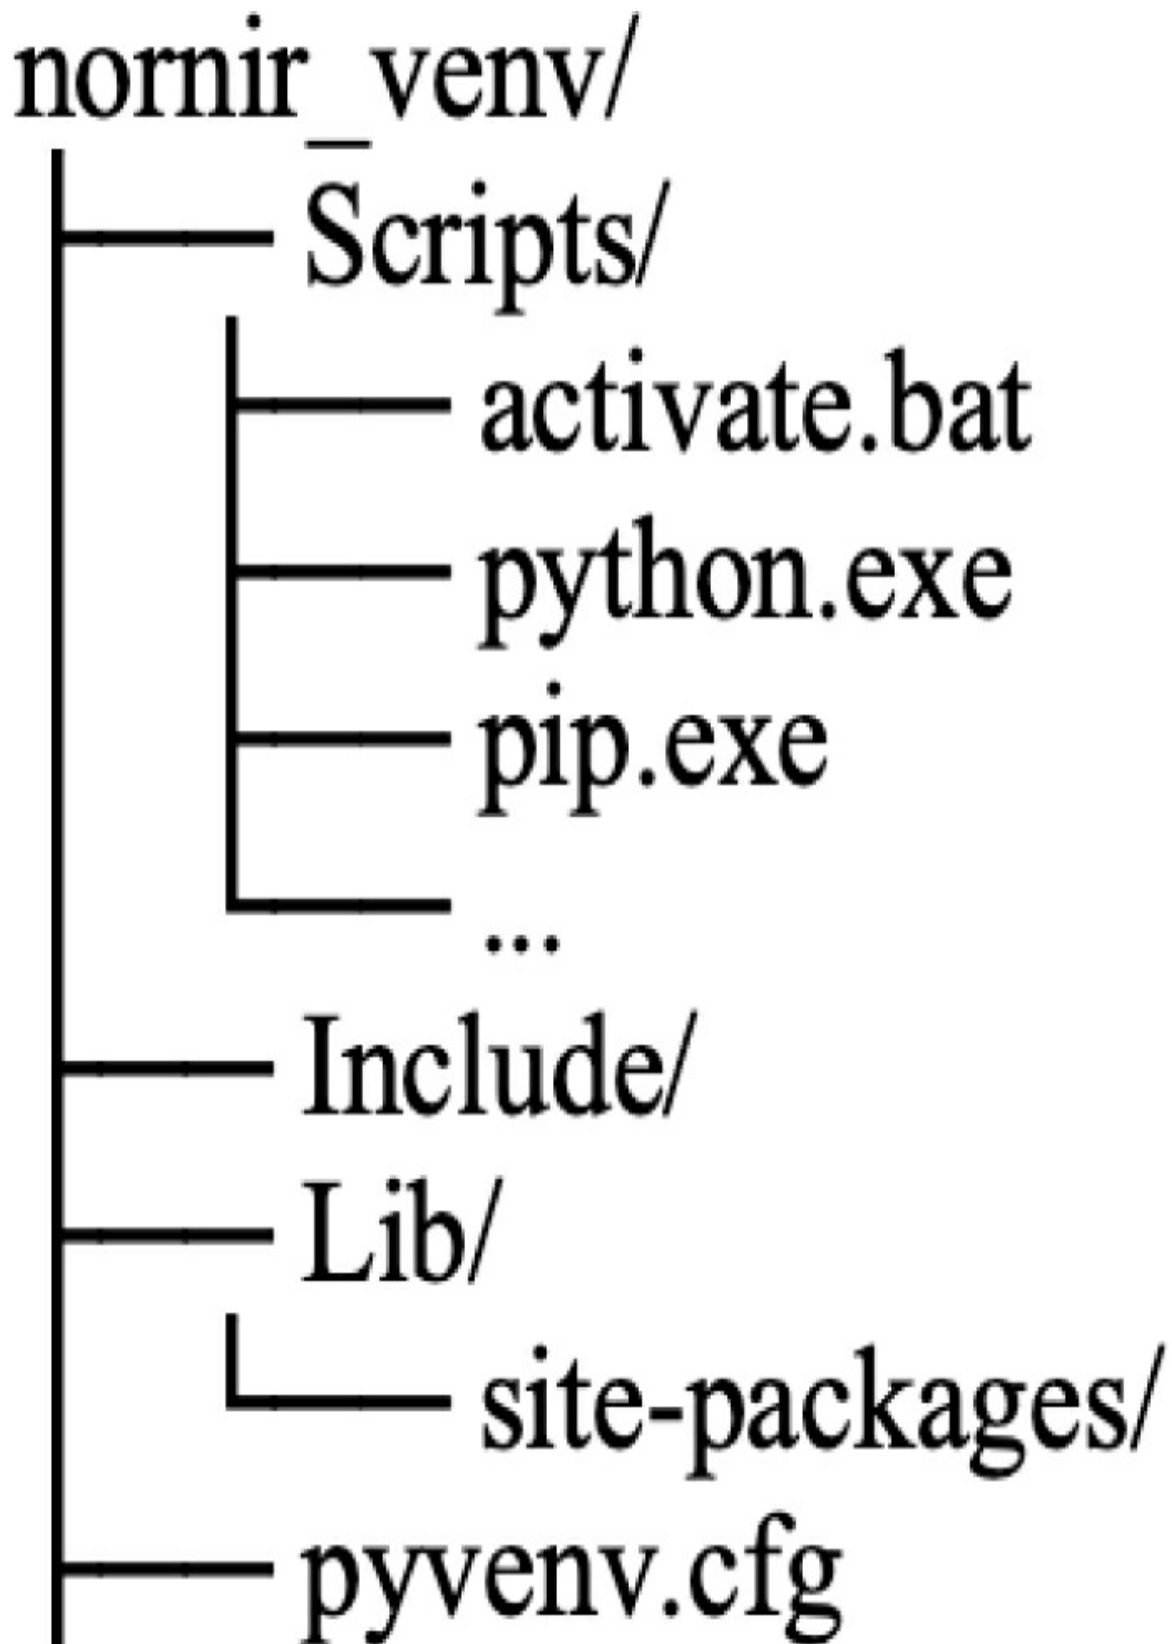 nornir_venv/
Scripts/
activate.bat
python.exe
pip.exe
...
Include/
Lib/
site-packages/
pyvenv.cfg